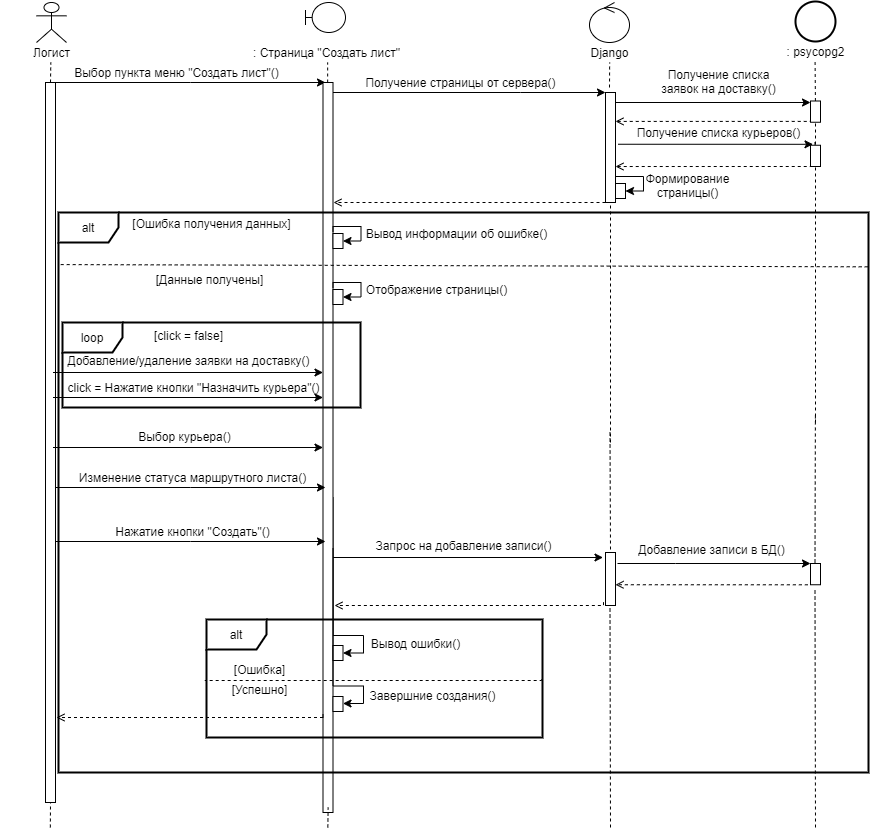 Логист
: Страница "Создать лист"
Django
: psycopg2
Выбор пункта меню "Создать лист"()
Получение страницы от сервера()
Получение списка
заявок на доставку()
Получение списка курьеров()
Формирование
страницы()
alt
[Ошибка получения данных]
Вывод информации об ошибке()
[Данные получены]
Отображение страницы()
loop
[click = false]
Добавление/удаление заявки на доставку()
click = Нажатие кнопки "Назначить курьера"()
Выбор курьера()
Изменение статуса маршрутного листа()
Нажатие кнопки "Создать"()
Запрос на добавление записи()
Добавление записи в БД()
alt
Вывод ошибки()
[Ошибка]
[Успешно]
Завершние создания()